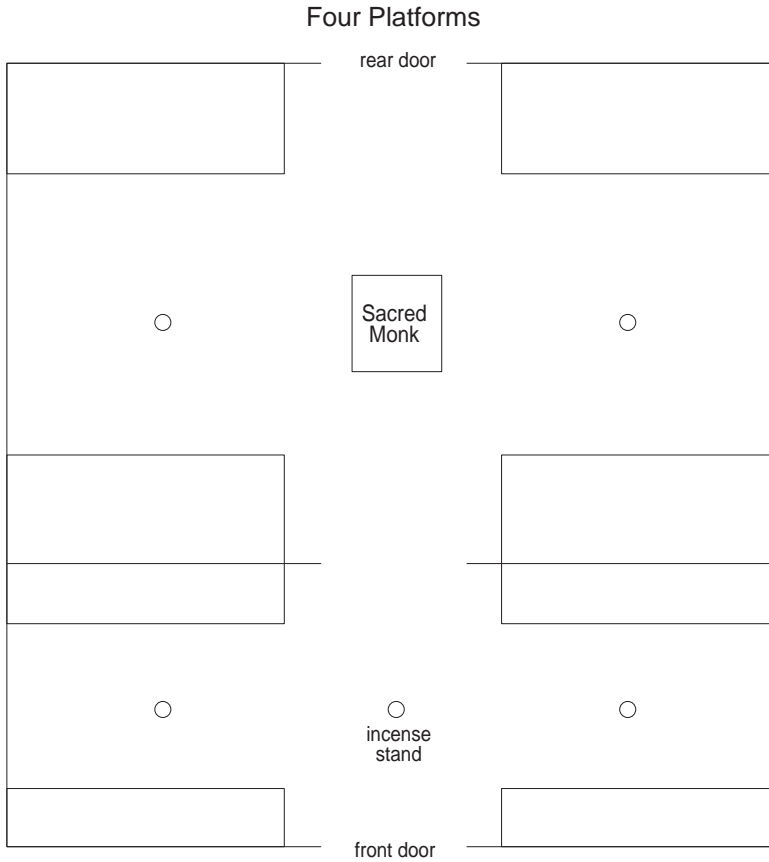 Four Platforms
rear door
Sacred
Monk
incense
stand
front door